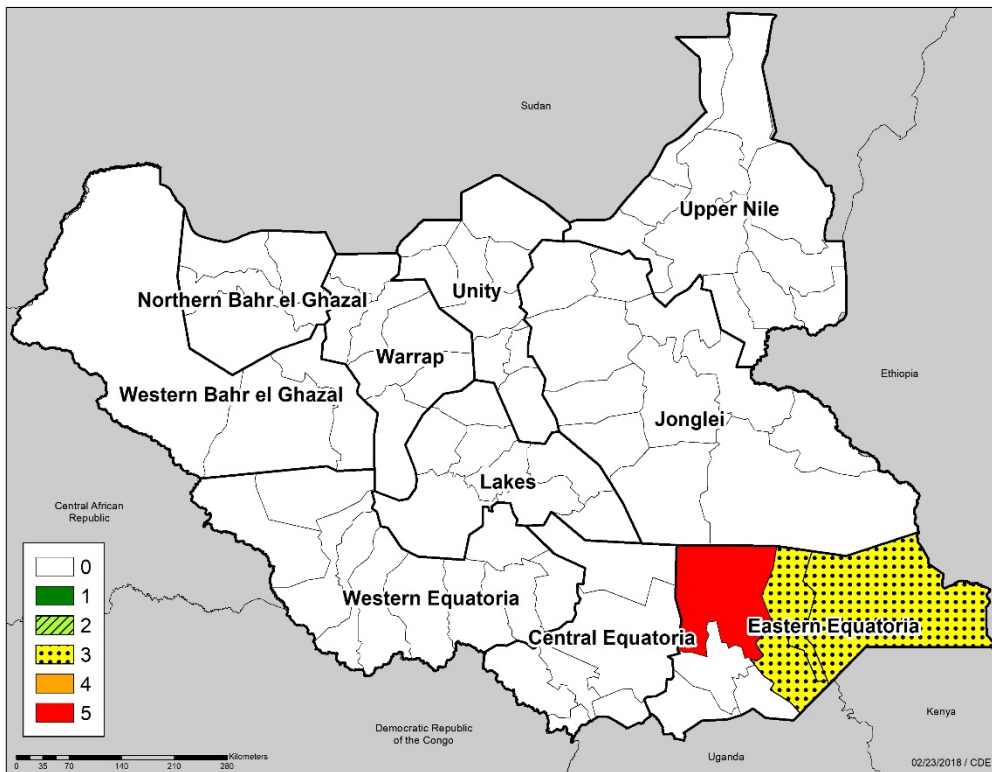 Sudan
Upper Nile
Northern Bahr el Ghazal
Unity
Warrap
Ethiopia
Western Bahr el Ghazal
Jonglei
Lakes
Central African
Republic
0
1
2
3
4
5
Western Equatoria
Central Equatoria
Eastern Equatoria
Kenya
Democratic Republic
of the Congo
Uganda
Kilometers
0 35 70 140 210 280
02/23/2018 / CDE